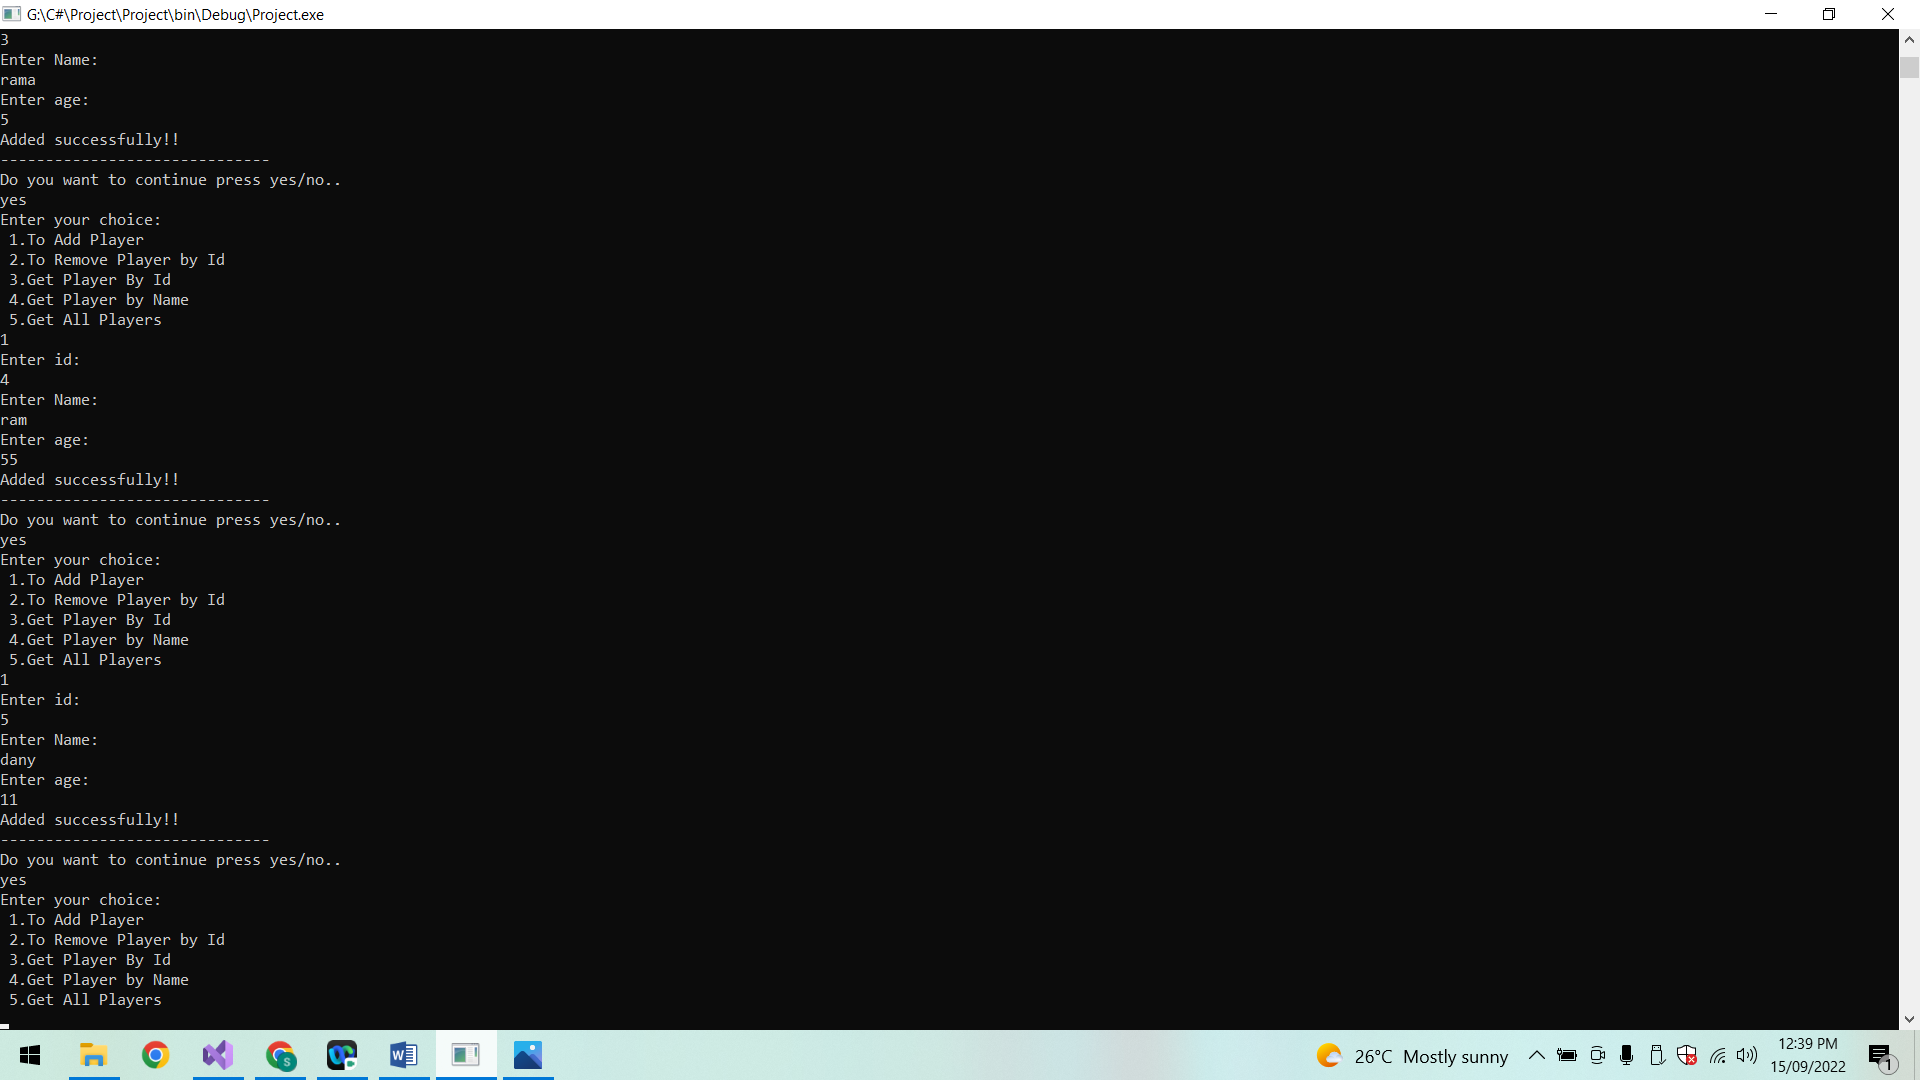 G:\C#\Project\Project\bin\Debug\Project.exe
3
Enter Name:
rama
Enter age:
5
Added successfully!!
------------------------------
Do you want to continue press yes/no..
yes
Enter your choice:
 1.To Add Player
 2.To Remove Player by Id
 3.Get Player By Id
 4.Get Player by Name
 5.Get All Players
1
Enter id:
4
Enter Name:
ram
Enter age:
55
Added successfully!!
------------------------------
Do you want to continue press yes/no..
yes
Enter your choice:
 1.To Add Player
 2.To Remove Player by Id
 3.Get Player By Id
 4.Get Player by Name
 5.Get All Players
1
Enter id:
5
Enter Name:
dany
Enter age:
11
Added successfully!!
------------------------------
Do you want to continue press yes/no..
yes
Enter your choice:
 1.To Add Player
 2.To Remove Player by Id
 3.Get Player By Id
 4.Get Player by Name
 5.Get All Players
26°C Mostly sunny
12:39 PM
15/09/2022
1